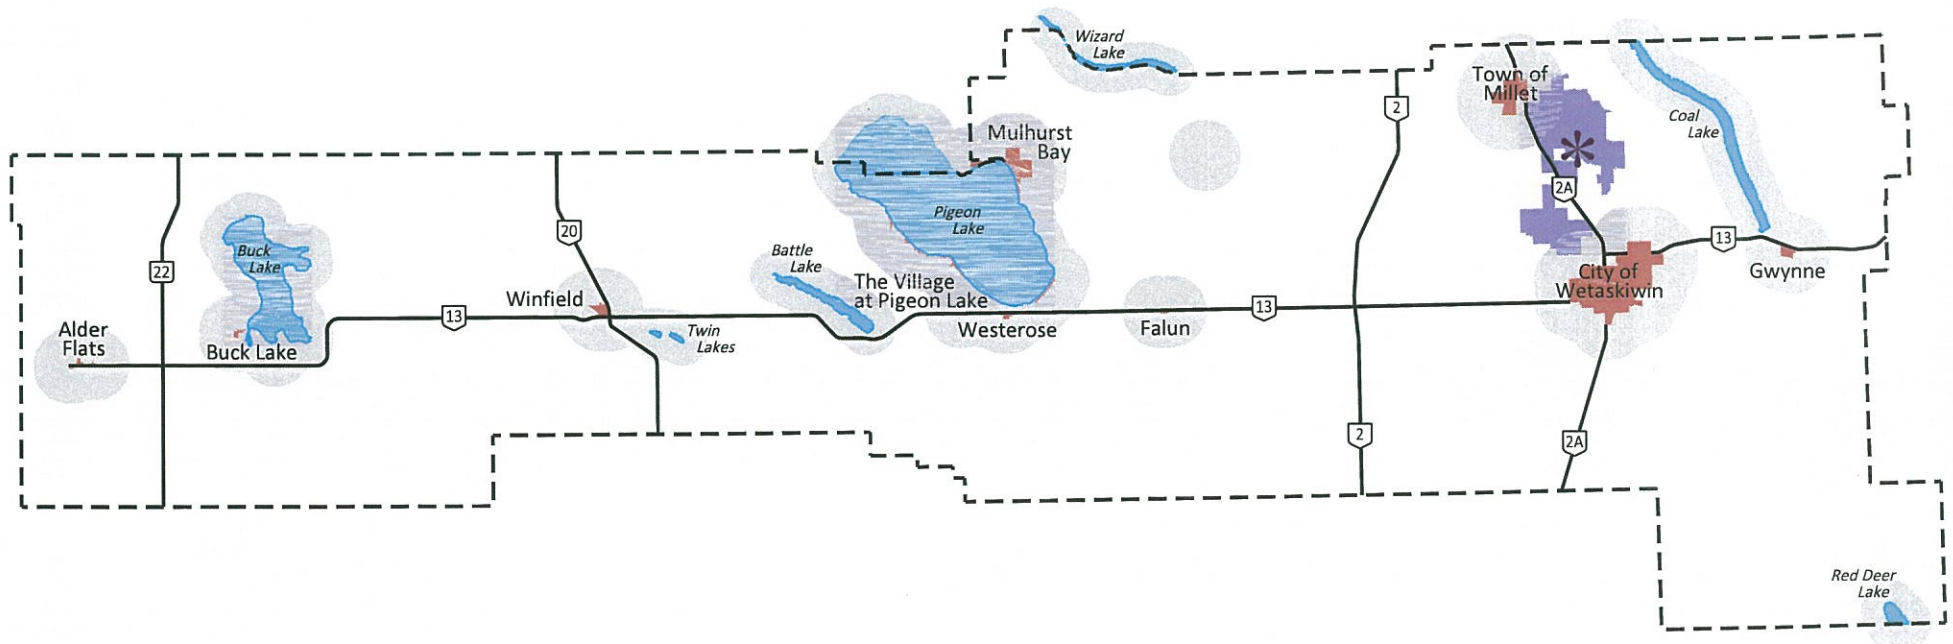 Wizard
Lake
Town of
Millet
2
Coal
Lake
Mulhurst
Bay
2A
Pigeon
Lake
20
Buck
Lake
22
Battle
Lake
13
Gwynne
City of
Wetaskiwin
The Village
at Pigeon Lake
Winfield
13
13
Westerose
Falun
Alder
Flats
Buck Lake
Twin
Lakes
2
2A
Red Deer
Lake